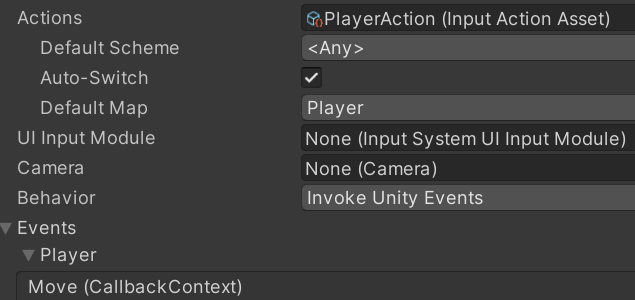 Actions PlayerAction (Input Action Asset)
Default Scheme <Any>
Auto-Switch
Default Map Player
UI Input Module None (Input System UI Input Module)
Camera None (Camera)
Behavior Invoke Unity Events
Events
Player
Move (CallbackContext)